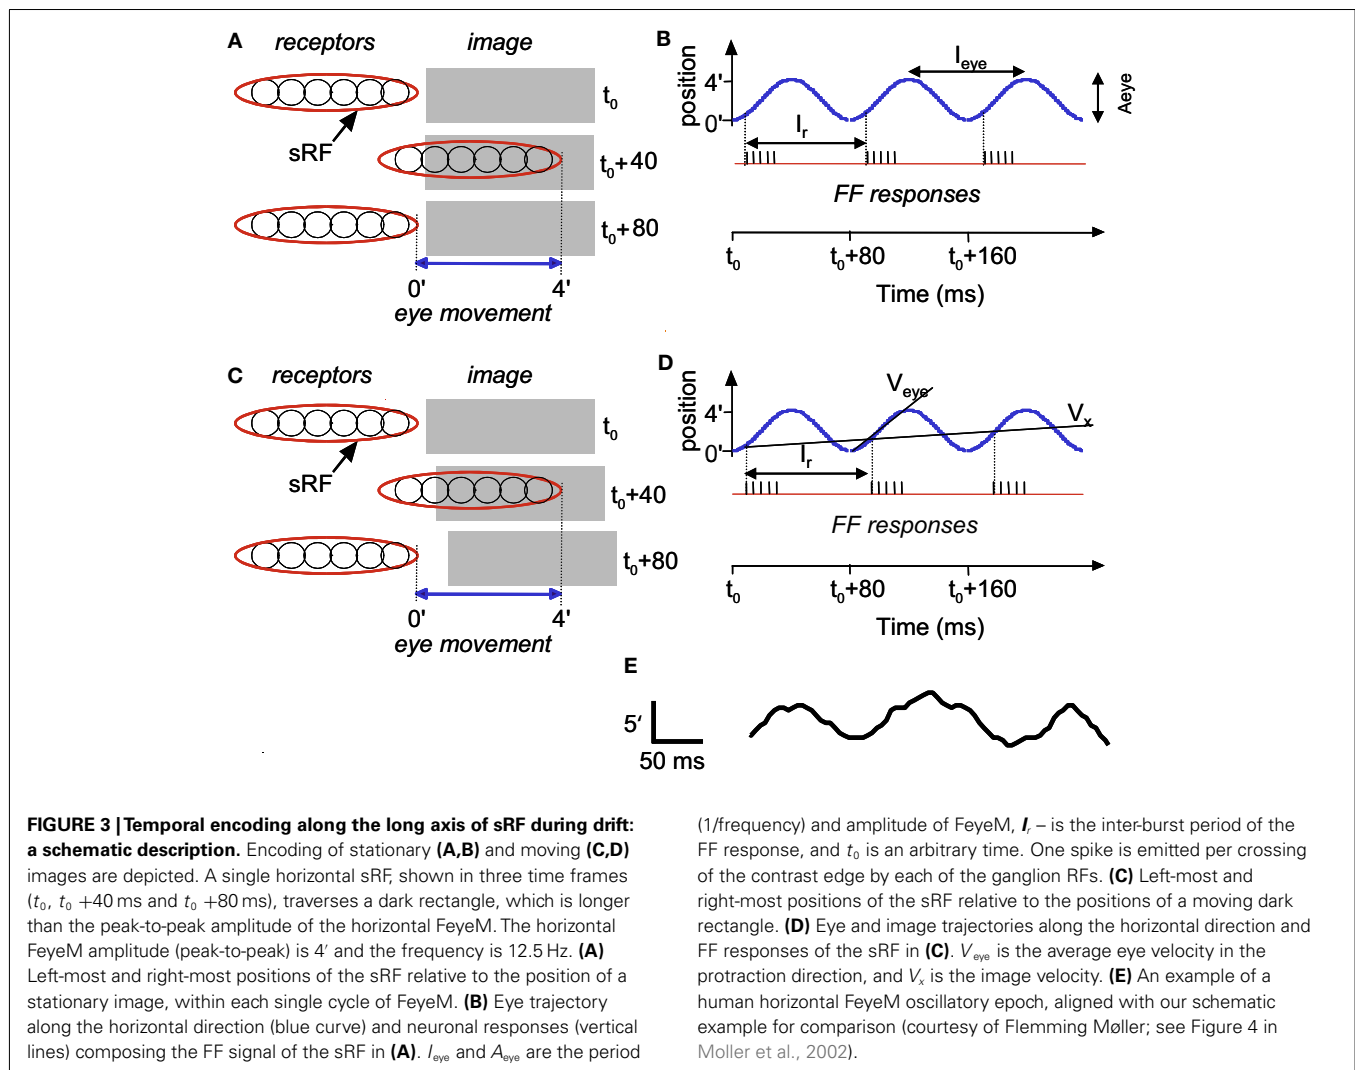 A
receptors
image
t0
sRF
t0+40
t0+80
0'
4'
eye movement
B
position
4'
0'
Ieye
Aeye
Ir
FF responses
t0
t0+80
t0+160
Time (ms)
C
receptors
image
t0
sRF
t0+40
t0+80
0'
4'
eye movement
D
position
4'
0'
Veye
Vx
Ir
FF responses
t0
t0+80
t0+160
Time (ms)
E
5'
50 ms
FIGURE 3 | Temporal encoding along the long axis of sRF during drift:
a schematic description. Encoding of stationary (A,B) and moving (C,D)
images are depicted. A single horizontal sRF, shown in three time frames
(t0, t0 +40 ms and t0 +80 ms), traverses a dark rectangle, which is longer
than the peak-to-peak amplitude of the horizontal FeyeM. The horizontal
FeyeM amplitude (peak-to-peak) is 4′ and the frequency is 12.5 Hz. (A)
Left-most and right-most positions of the sRF relative to the position of a
stationary image, within each single cycle of FeyeM. (B) Eye trajectory
along the horizontal direction (blue curve) and neuronal responses (vertical
lines) composing the FF signal of the sRF in (A). Ieye and Aeye are the period
(1/frequency) and amplitude of FeyeM, Ir – is the inter-burst period of the
FF response, and t0 is an arbitrary time. One spike is emitted per crossing
of the contrast edge by each of the ganglion RFs. (C) Left-most and
right-most positions of the sRF relative to the positions of a moving dark
rectangle. (D) Eye and image trajectories along the horizontal direction and
FF responses of the sRF in (C). Veye is the average eye velocity in the
protraction direction, and Vx is the image velocity. (E) An example of a
human horizontal FeyeM oscillatory epoch, aligned with our schematic
example for comparison (courtesy of Flemming Møller; see Figure 4 in
Moller et al., 2002).